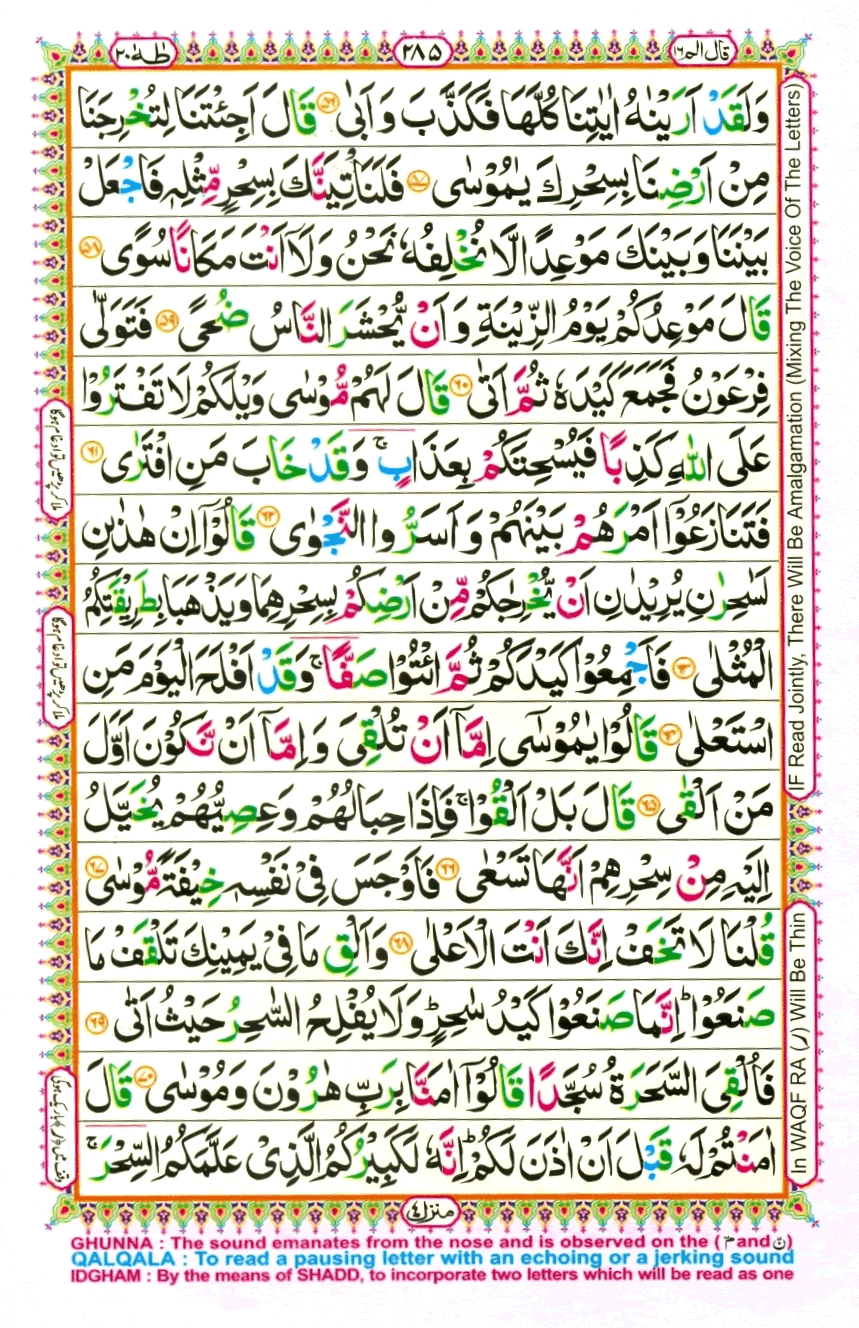 قال الم ١٦
٢٨٥
طٰهٰ ٢٠
وَلَقَدْ اَرَيْنٰهُ اٰيٰتِنَا كُلَّهَا فَكَذَّبَ وَ اَبٰى ۝٥٦ قَالَ اَجِئْتَنَا لِتُخْرِجَنَا
مِنْ اَرْضِنَا بِسِحْرِكَ يٰمُوْسٰى ۝٥٧ فَلَنَاْتِيَنَّكَ بِسِحْرٍ مِّثْلِهٖ فَاجْعَلْ
بَيْنَنَا وَبَيْنَكَ مَوْعِدًا لَّا نُخْلِفُهٗ نَحْنُ وَلَاۤ اَنْتَ مَكَانًا سُوًى ۝٥٨
قَالَ مَوْعِدُكُمْ يَوْمُ الزِّيْنَةِ وَ اَنْ يُّحْشَرَ النَّاسُ ضُحًى ۝٥٩ فَتَوَلّٰى
فِرْعَوْنُ فَجَمَعَ كَيْدَهٗ ثُمَّ اَتٰى ۝٦٠ قَالَ لَهُمْ مُّوْسٰى وَيْلَكُمْ لَا تَفْتَرُوْا
عَلَى اللّٰهِ كَذِبًا فَيُسْحِتَكُمْ بِعَذَابٍ ۚ وَقَدْ خَابَ مَنِ افْتَرٰى ۝٦١
فَتَنَازَعُوْۤا اَمْرَهُمْ بَيْنَهُمْ وَ اَسَرُّوا النَّجْوٰى ۝٦٢ قَالُوْۤا اِنْ هٰذٰىنِ
لَسٰحِرٰنِ يُرِيْدٰنِ اَنْ يُّخْرِجٰكُمْ مِّنْ اَرْضِكُمْ بِسِحْرِهِمَا وَيَذْهَبَا بِطَرِيْقَتِكُمُ
الْمُثْلٰى ۝٦٣ فَاَجْمِعُوْا كَيْدَكُمْ ثُمَّ ائْتُوْا صَفًّا ۚ وَقَدْ اَفْلَحَ الْيَوْمَ مَنِ
اسْتَعْلٰى ۝٦٤ قَالُوْا يٰمُوْسٰۤى اِمَّاۤ اَنْ تُلْقِيَ وَ اِمَّاۤ اَنْ نَّكُوْنَ اَوَّلَ
مَنْ اَلْقٰى ۝٦٥ قَالَ بَلْ اَلْقُوْا ۚ فَاِذَا حِبَالُهُمْ وَعِصِيُّهُمْ يُخَيَّلُ
اِلَيْهِ مِنْ سِحْرِهِمْ اَنَّهَا تَسْعٰى ۝٦٦ فَاَوْجَسَ فِيْ نَفْسِهٖ خِيْفَةً مُّوْسٰى ۝٦٧
قُلْنَا لَا تَخَفْ اِنَّكَ اَنْتَ الْاَعْلٰى ۝٦٨ وَاَلْقِ مَا فِيْ يَمِيْنِكَ تَلْقَفْ مَا
صَنَعُوْا ؕ اِنَّمَا صَنَعُوْا كَيْدُ سٰحِرٍ ؕ وَلَا يُفْلِحُ السَّاحِرُ حَيْثُ اَتٰى ۝٦٩
فَاُلْقِيَ السَّحَرَةُ سُجَّدًا قَالُوْۤا اٰمَنَّا بِرَبِّ هٰرُوْنَ وَمُوْسٰى ۝٧٠ قَالَ
اٰمَنْتُمْ لَهٗ قَبْلَ اَنْ اٰذَنَ لَكُمْ ؕ اِنَّهٗ لَكَبِيْرُكُمُ الَّذِيْ عَلَّمَكُمُ السِّحْرَ ۚ
IF Read Jointly, There Will Be Amalgamation (Mixing The Voice Of The Letters)
In WAQF RA (ر) Will Be Thin
منزل ٤
GHUNNA : The sound emanates from the nose and is observed on the ( مّ and نّ )
QALQALA : To read a pausing letter with an echoing or a jerking sound
IDGHAM : By the means of SHADD, to incorporate two letters which will be read as one